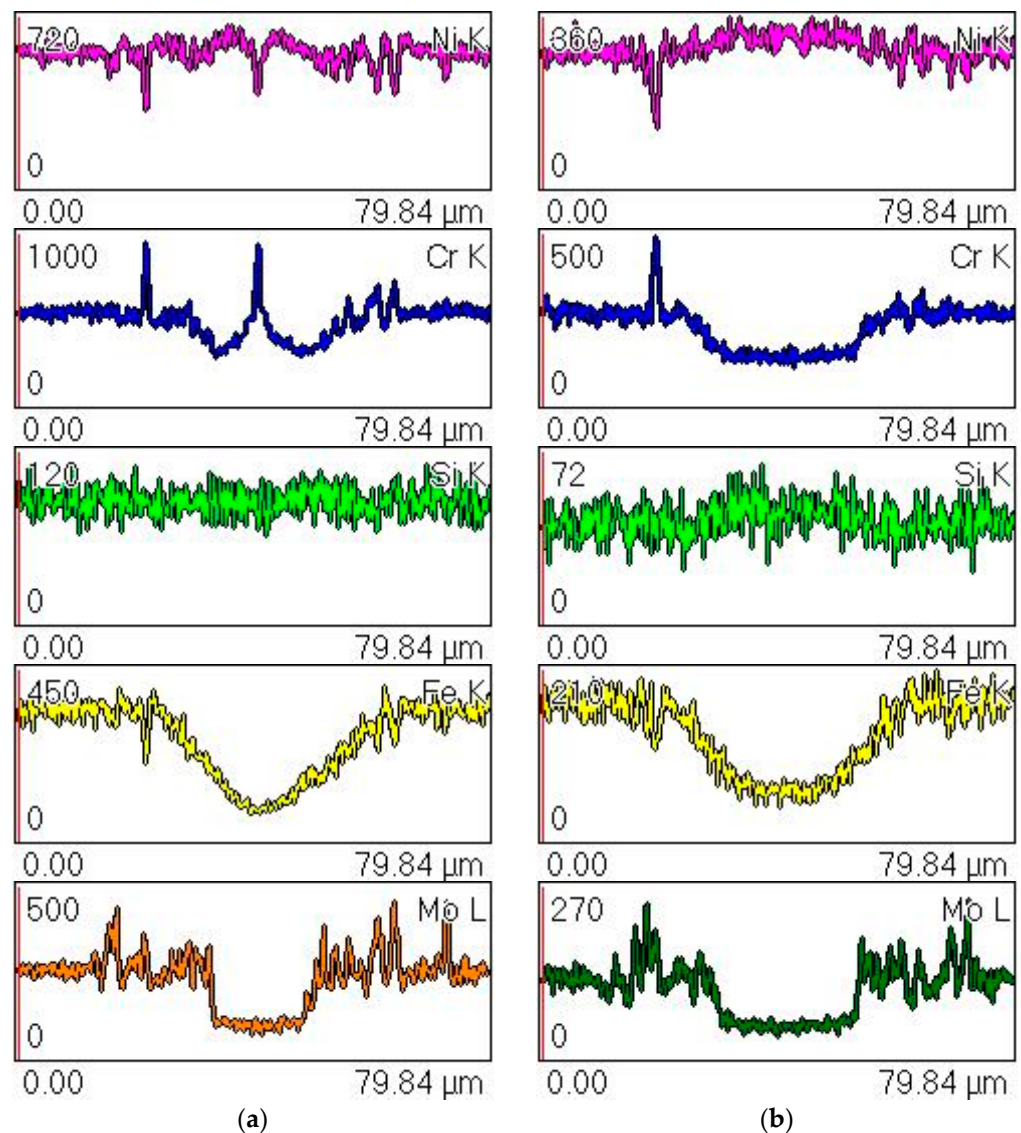 720 Ni K
0
0.00 79.84 µm
1000 Cr K
0
0.00 79.84 µm
120 Si K
0
0.00 79.84 µm
450 Fe K
0
0.00 79.84 µm
500 Mo L
0
0.00 79.84 µm
(a)
360 Ni K
0
0.00 79.84 µm
500 Cr K
0
0.00 79.84 µm
72 Si K
0
0.00 79.84 µm
210 Fe K
0
0.00 79.84 µm
270 Mo L
0
0.00 79.84 µm
(b)